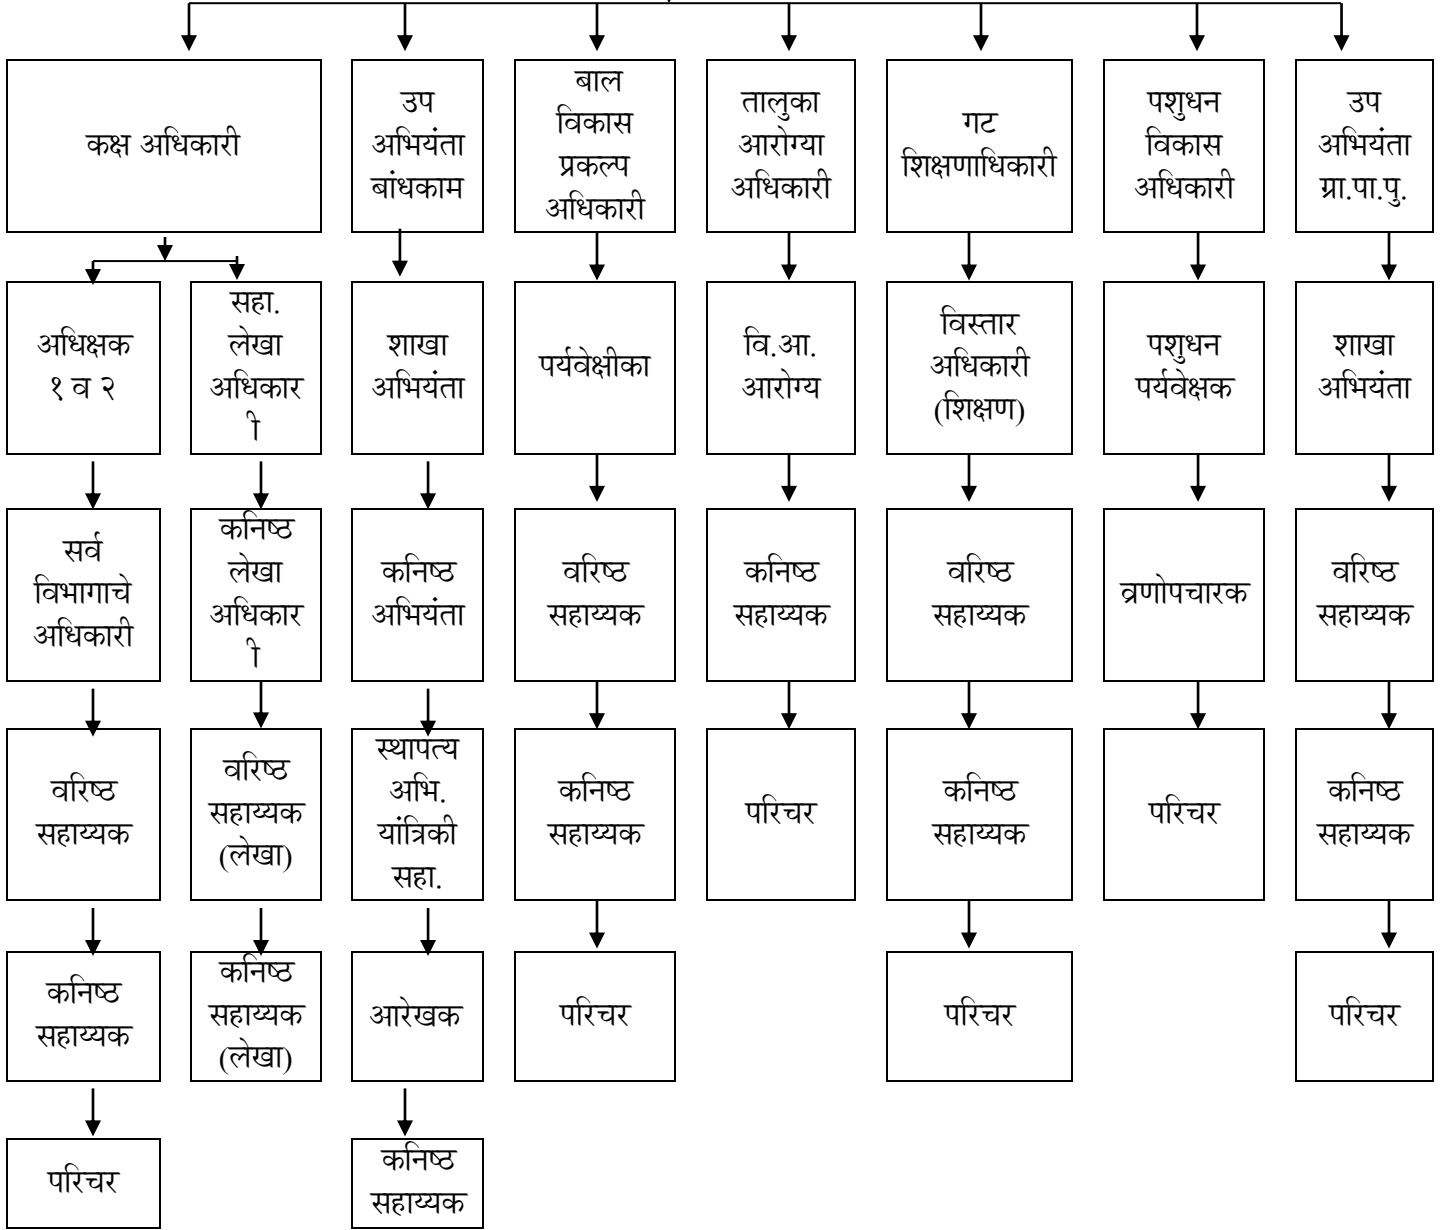 कक्ष अधिकारी
उप
अभियंता
बांधकाम
बाल
विकास
प्रकल्प
अधिकारी
तालुका
आरोग्या
अधिकारी
गट
शिक्षणाधिकारी
पशुधन
विकास
अधिकारी
उप
अभियंता
ग्रा.पा.पु.
अधिक्षक
१ व २
सहा.
लेखा
अधिकार
ी
शाखा
अभियंता
पर्यवेक्षीका
वि.आ.
आरोग्य
विस्तार
अधिकारी
(शिक्षण)
पशुधन
पर्यवेक्षक
शाखा
अभियंता
सर्व
विभागाचे
अधिकारी
कनिष्ठ
लेखा
अधिकार
ी
कनिष्ठ
अभियंता
वरिष्ठ
सहाय्यक
कनिष्ठ
सहाय्यक
वरिष्ठ
सहाय्यक
व्रणोपचारक
वरिष्ठ
सहाय्यक
वरिष्ठ
सहाय्यक
वरिष्ठ
सहाय्यक
(लेखा)
स्थापत्य
अभि.
यांत्रिकी
सहा.
कनिष्ठ
सहाय्यक
परिचर
कनिष्ठ
सहाय्यक
परिचर
कनिष्ठ
सहाय्यक
कनिष्ठ
सहाय्यक
कनिष्ठ
सहाय्यक
(लेखा)
आरेखक
परिचर
परिचर
परिचर
परिचर
कनिष्ठ
सहाय्यक